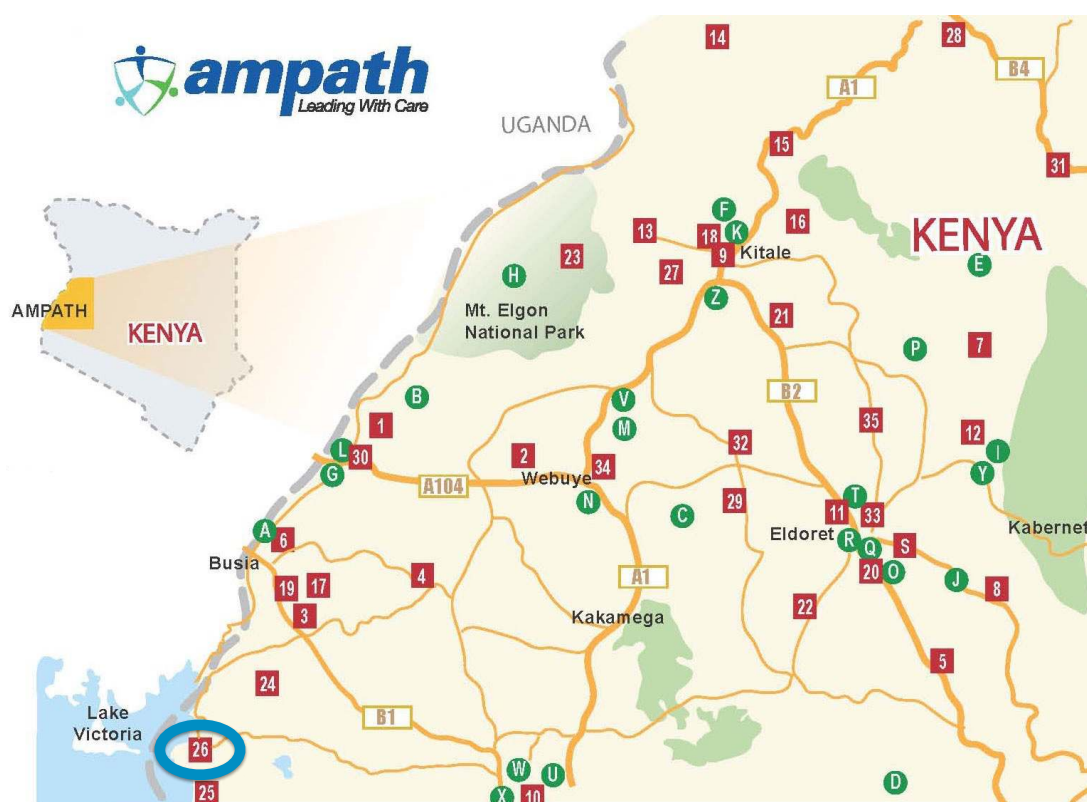 ampath
Leading With Care
UGANDA
14
28
B4
A1
15
31
F
K
16
13
18
KENYA
9
Kitale
23
27
E
H
Z
AMPATH
Mt. Elgon
National Park
21
KENYA
7
P
B2
B
V
1
M
35
12
32
L
30
2
34
I
G
Webuye
Y
A104
N
29
T
C
11
33
Kabernet
A
6
Eldoret
R
Q
S
Busia
4
A1
20
O
J
19
17
8
3
22
Kakamega
5
24
Lake
Victoria
B1
26
W
U
25
X
10
D